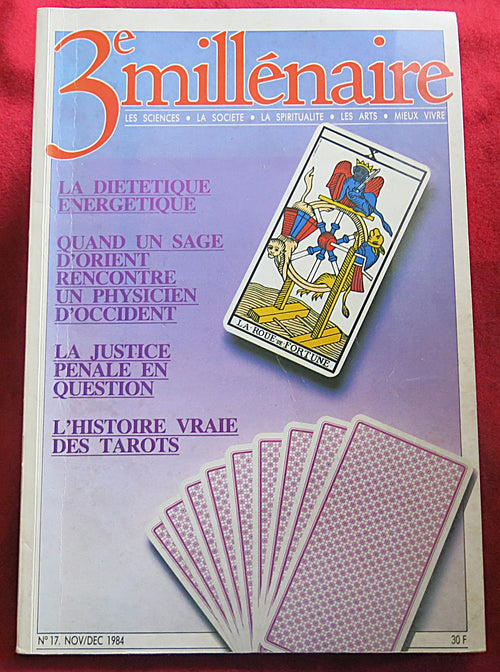 3e millénaire
LES SCIENCES • LA SOCIETE • LA SPIRITUALITE • LES ARTS • MIEUX VIVRE
LA DIETETIQUE
ENERGETIQUE
QUAND UN SAGE
D'ORIENT
RENCONTRE
UN PHYSICIEN
D'OCCIDENT
LA JUSTICE
PENALE EN
QUESTION
L'HISTOIRE VRAIE
DES TAROTS
X
LA•ROUE DE FORTUNE
N° 17. NOV/DEC 1984
30 F